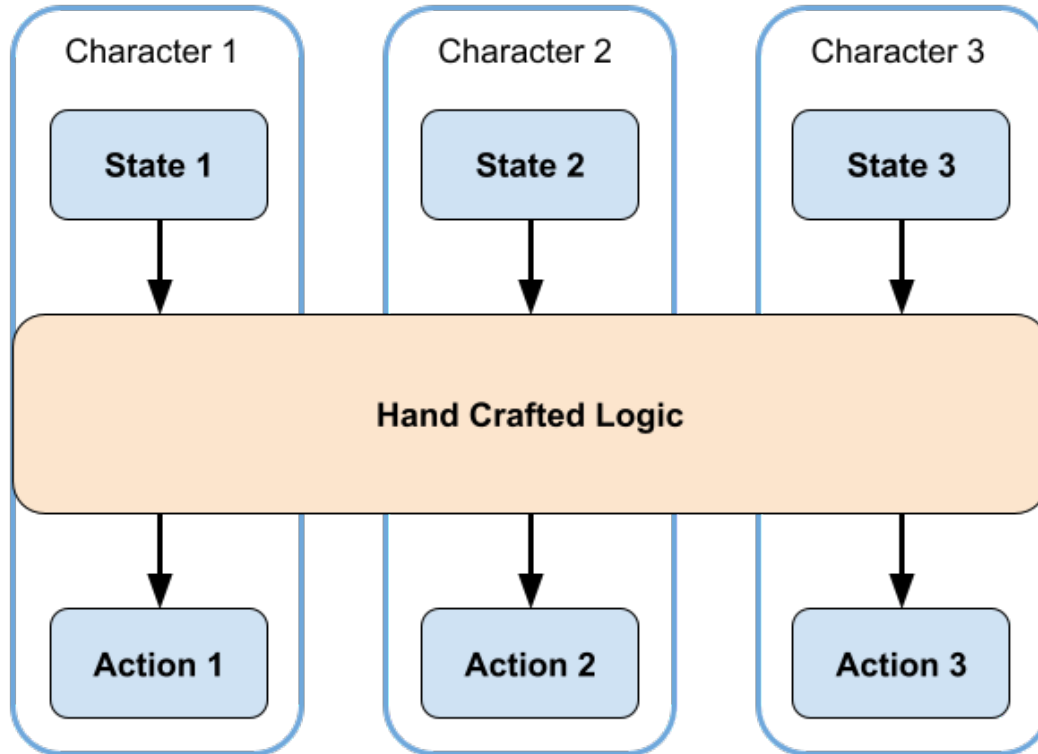 Character 1
Character 2
Character 3
State 1
State 2
State 3
Hand Crafted Logic
Action 1
Action 2
Action 3